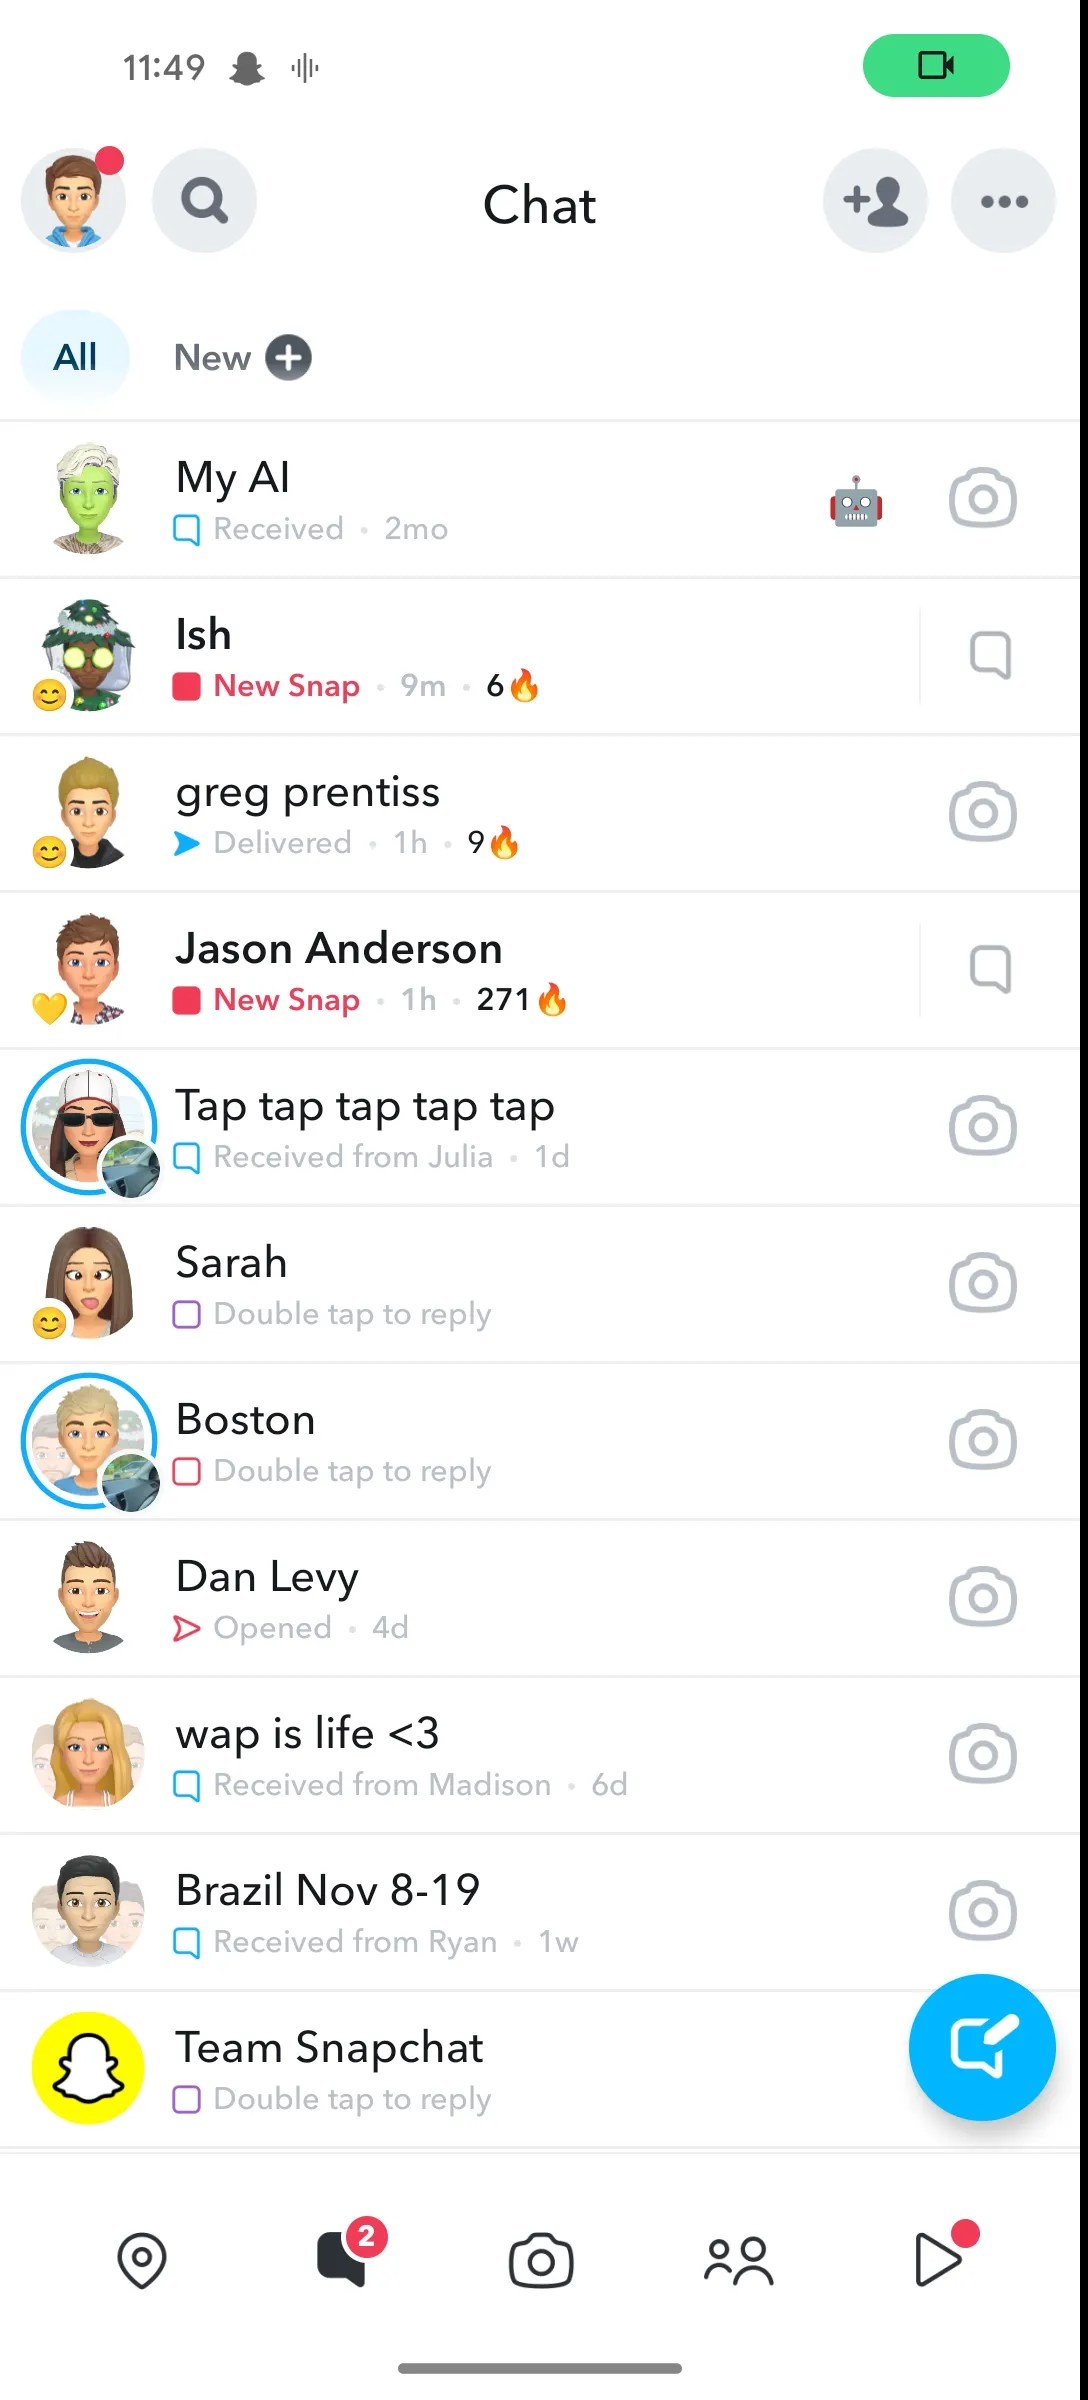 11:49
Chat
All
New
My AI
Received · 2mo
Ish
New Snap · 9m · 6🔥
greg prentiss
Delivered · 1h · 9🔥
Jason Anderson
New Snap · 1h · 271🔥
Tap tap tap tap tap
Received from Julia · 1d
Sarah
Double tap to reply
Boston
Double tap to reply
Dan Levy
Opened · 4d
wap is life <3
Received from Madison · 6d
Brazil Nov 8-19
Received from Ryan · 1w
Team Snapchat
Double tap to reply
2